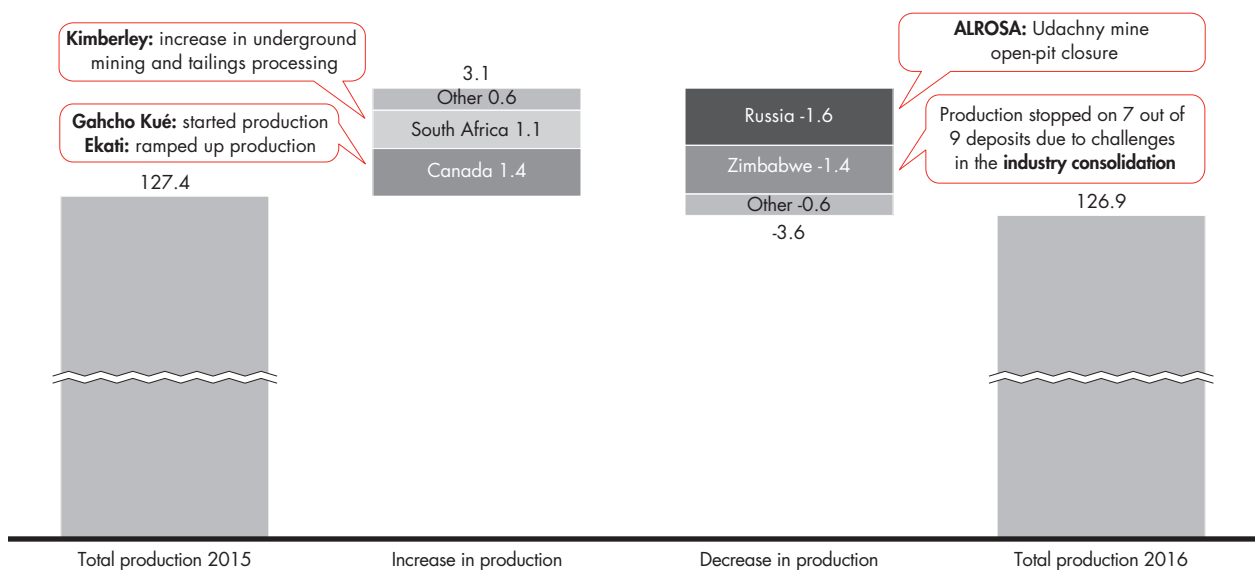 Kimberley: increase in underground
mining and tailings processing
Gahcho Kué: started production
Ekati: ramped up production
127.4
3.1
Other 0.6
South Africa 1.1
Canada 1.4
Russia -1.6
Zimbabwe -1.4
Other -0.6
-3.6
ALROSA: Udachny mine
open-pit closure
Production stopped on 7 out of
9 deposits due to challenges
in the industry consolidation
126.9
Total production 2015
Increase in production
Decrease in production
Total production 2016